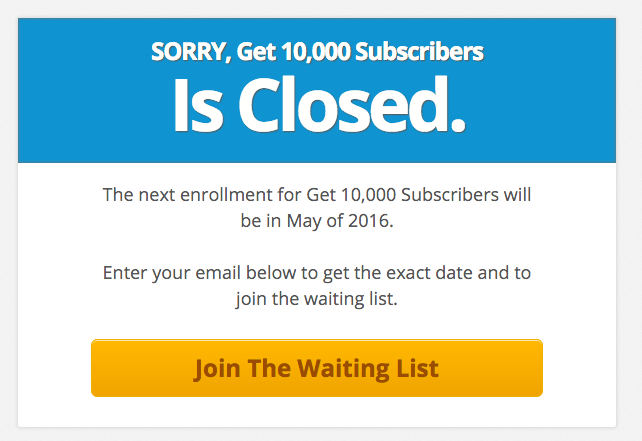 SORRY, Get 10,000 Subscribers
Is Closed.
The next enrollment for Get 10,000 Subscribers will
be in May of 2016.
Enter your email below to get the exact date and to
join the waiting list.
Join The Waiting List